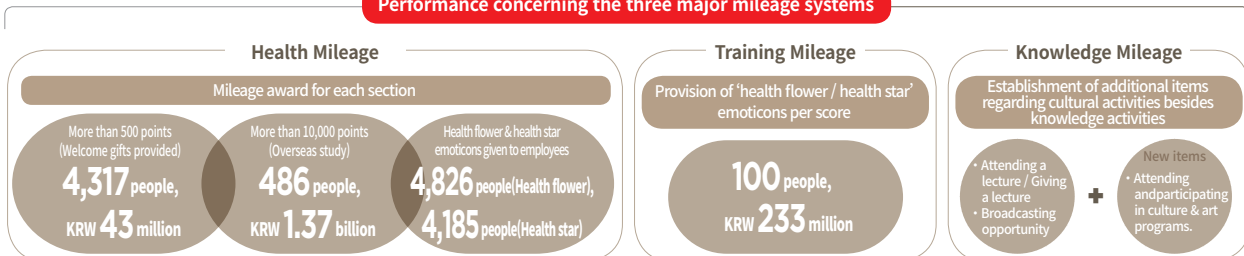 Performance concerning the three major mileage systems
Health Mileage
Mileage award for each section
More than 500 points
(Welcome gifts provided)
4,317 people,
KRW 43 million
More than 10,000 points
(Overseas study)
486 people,
KRW 1.37 billion
Health flower & health star
emoticons given to employees
4,826 people(Health flower),
4,185 people(Health star)
Training Mileage
Provision of ‘health flower / health star’
emoticons per score
100 people,
KRW 233 million
Knowledge Mileage
Establishment of additional items
regarding cultural activities besides
knowledge activities
• Attending a
lecture / Giving
a lecture
• Broadcasting
opportunity
+
New items
• Attending
andparticipating
in culture & art
programs.